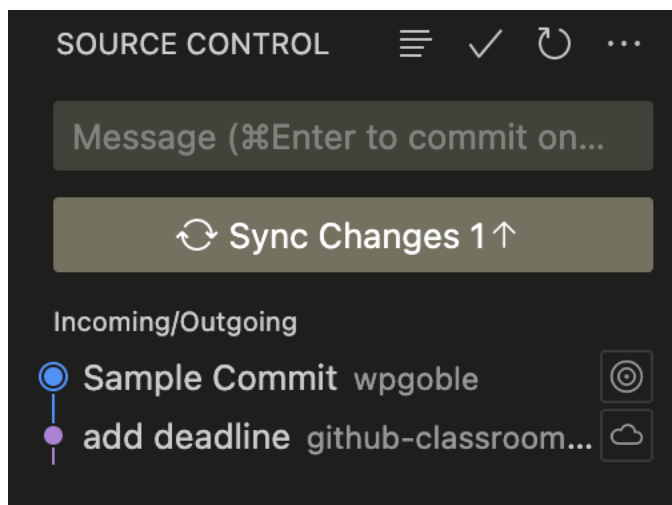 SOURCE CONTROL
Message (⌘Enter to commit on...
Sync Changes 1↑
Incoming/Outgoing
Sample Commit wpgoble
add deadline github-classroom...